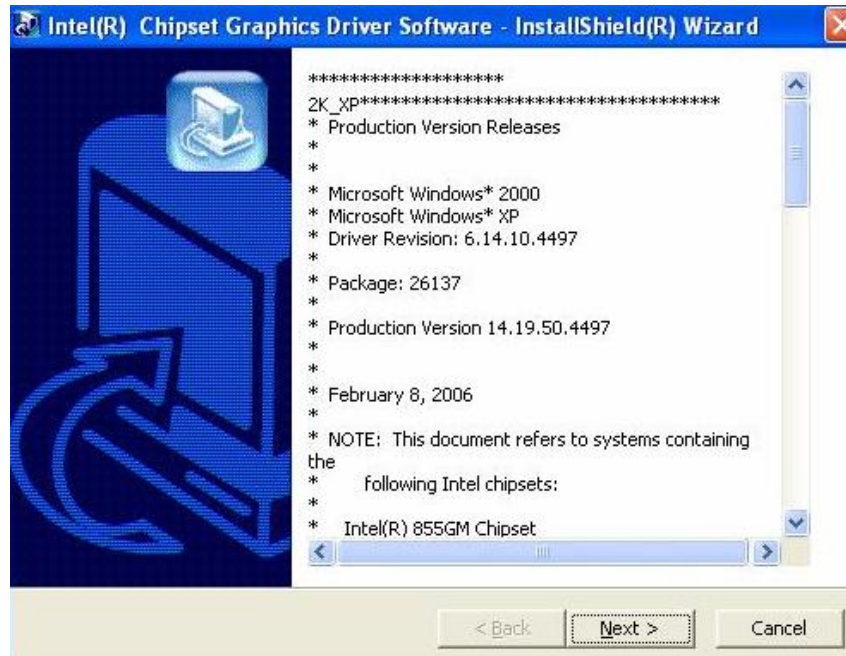 Intel(R) Chipset Graphics Driver Software - InstallShield(R) Wizard
*******************
2K_XP***********************************
* Production Version Releases
*
*
* Microsoft Windows* 2000
* Microsoft Windows* XP
* Driver Revision: 6.14.10.4497
*
* Package: 26137
*
* Production Version 14.19.50.4497
*
*
* February 8, 2006
*
* NOTE: This document refers to systems containing
the
* following Intel chipsets:
*
* Intel(R) 855GM Chipset
< Back
Next >
Cancel